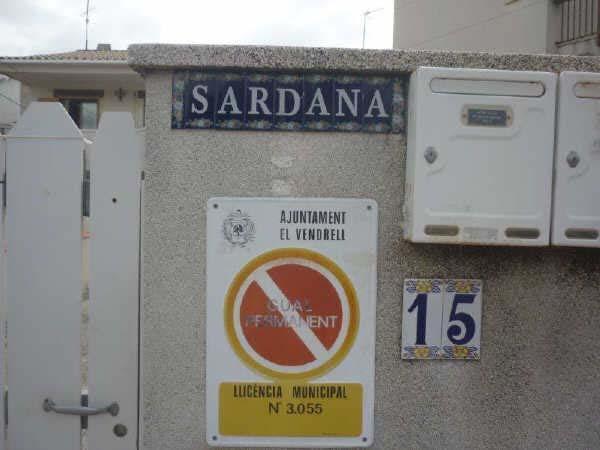 SARDANA
AJUNTAMENT
EL VENDRELL
GUAL
PERMANENT
LLICÈNCIA MUNICIPAL
Nº 3.055
15